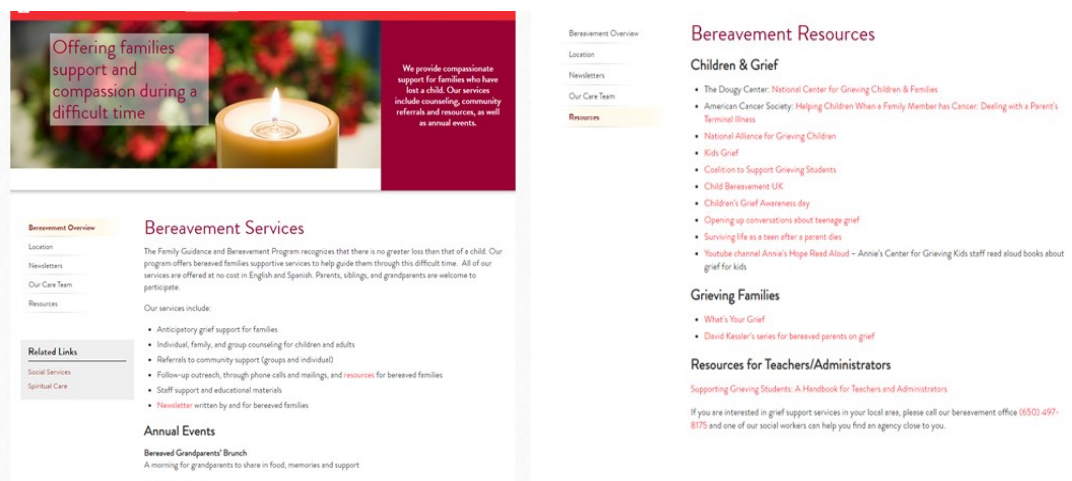 Offering families
support and
compassion during a
difficult time
We provide compassionate
support for families who have
lost a child. Our services
include counseling, community
referrals and resources, as well
as annual events.
Bereavement Overview
Location
Newsletters
Our Care Team
Resources
Related Links
Social Services
Spiritual Care
Bereavement Services
The Family Guidance and Bereavement Program recognizes that there is no greater loss than that of a child. Our
program offers bereaved families supportive services to help guide them through this difficult time. All of our
services are offered at no cost in English and Spanish. Parents, siblings, and grandparents are welcome to
participate.
Our services include:
• Anticipatory grief support for families
• Individual, family, and group counseling for children and adults
• Referrals to community support (groups and individual)
• Follow-up outreach, through phone calls and mailings, and resources for bereaved families
• Staff support and educational materials
• Newsletter written by and for bereaved families
Annual Events
Bereaved Grandparents' Brunch
A morning for grandparents to share in food, memories and support
Bereavement Overview
Location
Newsletters
Our Care Team
Resources
Bereavement Resources
Children & Grief
• The Dougy Center: National Center for Grieving Children & Families
• American Cancer Society: Helping Children When a Family Member has Cancer: Dealing with a Parent's
Terminal Illness
• National Alliance for Grieving Children
• Kids Grief
• Coalition to Support Grieving Students
• Child Bereavement UK
• Children's Grief Awareness day
• Opening up conversations about teenage grief
• Surviving life as a teen after a parent dies
• Youtube channel Annie's Hope Read Aloud – Annie's Center for Grieving Kids staff read aloud books about
grief for kids
Grieving Families
• What's Your Grief
• David Kessler's series for bereaved parents on grief
Resources for Teachers/Administrators
Supporting Grieving Students: A Handbook for Teachers and Administrators
If you are interested in grief support services in your local area, please call our bereavement office (650) 497-
8175 and one of our social workers can help you find an agency close to you.